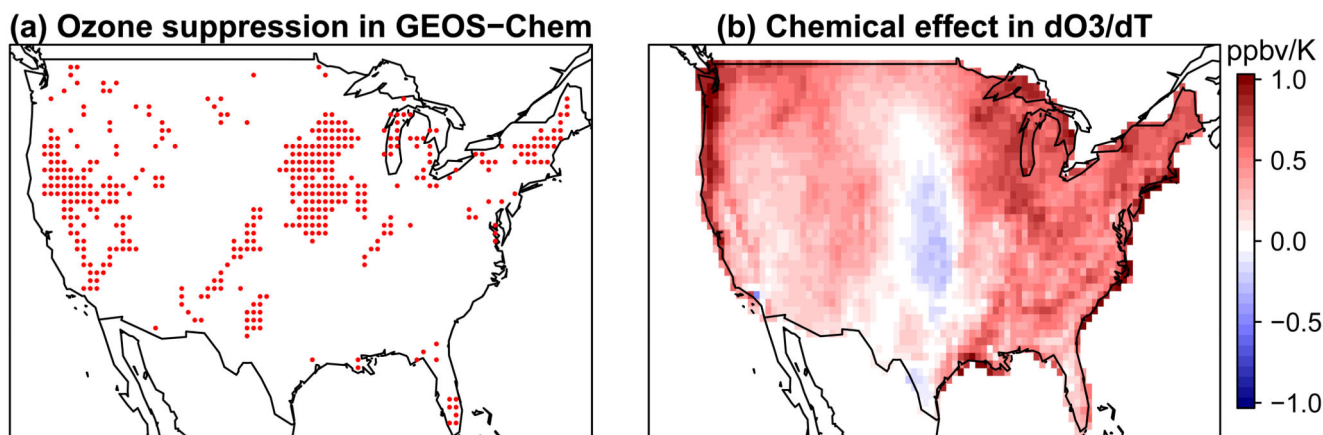 (a) Ozone suppression in GEOS−Chem
(b) Chemical effect in dO3/dT
ppbv/K
1.0
0.5
0.0
−0.5
−1.0